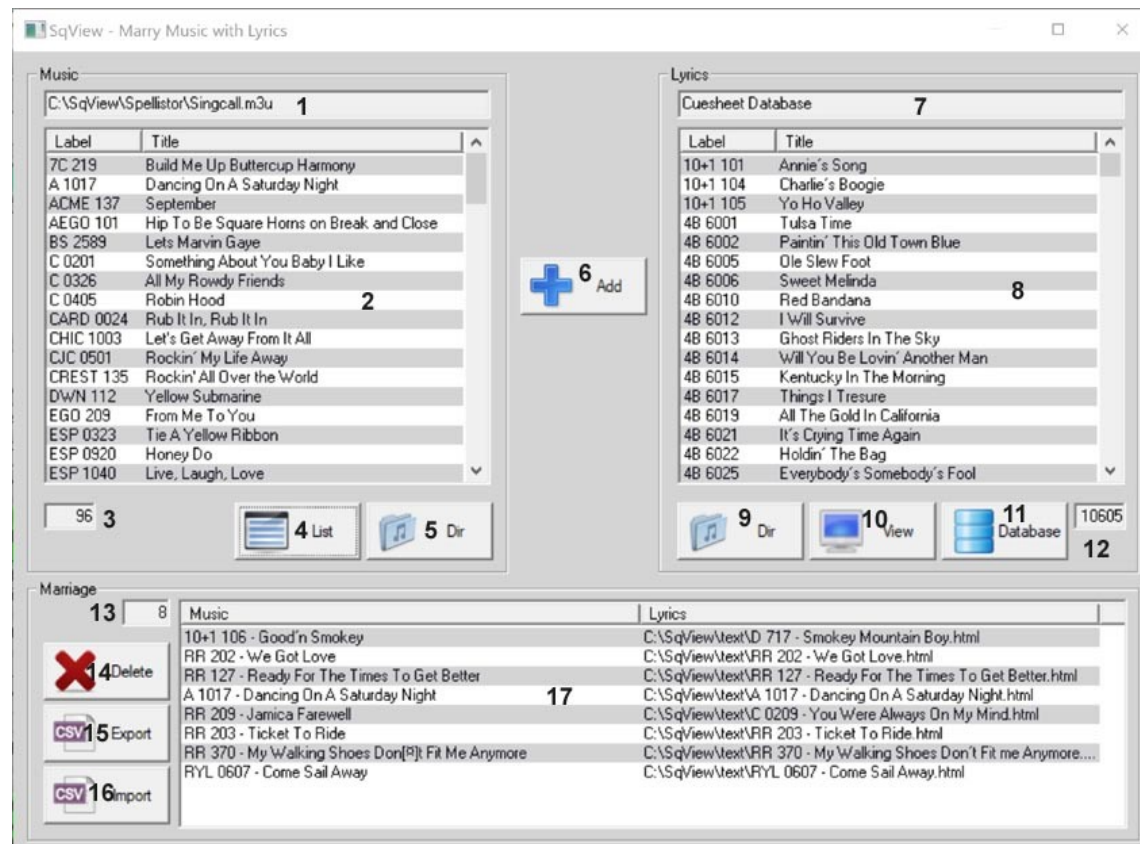 SqView - Marry Music with Lyrics
Music
C:\SqView\Spellistor\Singcall.m3u 1
Label Title
7C 219 Build Me Up Buttercup Harmony
A 1017 Dancing On A Saturday Night
ACME 137 September
AEGO 101 Hip To Be Square Horns on Break and Close
BS 2589 Lets Marvin Gaye
C 0201 Something About You Baby I Like
C 0326 All My Rowdy Friends
C 0405 Robin Hood 2
CARD 0024 Rub It In, Rub It In
CHIC 1003 Let's Get Away From It All
CJC 0501 Rockin´ My Life Away
CREST 135 Rockin' All Over the World
DWN 112 Yellow Submarine
EGO 209 From Me To You
ESP 0323 Tie A Yellow Ribbon
ESP 0920 Honey Do
ESP 1040 Live, Laugh, Love
96 3
4 List
5 Dir
6 Add
Lyrics
Cuesheet Database 7
Label Title
10+1 101 Annie´s Song
10+1 104 Charlie´s Boogie
10+1 105 Yo Ho Valley
4B 6001 Tulsa Time
4B 6002 Paintin´ This Old Town Blue
4B 6005 Ole Slew Foot
4B 6006 Sweet Melinda 8
4B 6010 Red Bandana
4B 6012 I Will Survive
4B 6013 Ghost Riders In The Sky
4B 6014 Will You Be Lovin´ Another Man
4B 6015 Kentucky In The Morning
4B 6017 Things I Tresure
4B 6019 All The Gold In California
4B 6021 It´s Crying Time Again
4B 6022 Holdin´ The Bag
4B 6025 Everybody´s Somebody´s Fool
9 Dir
10 View
11 Database
10605
12
Marriage
13 8
14 Delete
CSV 15 Export
CSV 16 Import
Music Lyrics
10+1 106 - Good´n Smokey C:\SqView\text\D 717 - Smokey Mountain Boy.html
RR 202 - We Got Love C:\SqView\text\RR 202 - We Got Love.html
RR 127 - Ready For The Times To Get Better C:\SqView\text\RR 127 - Ready For The Times To Get Better.html
A 1017 - Dancing On A Saturday Night 17 C:\SqView\text\A 1017 - Dancing On A Saturday Night.html
RR 209 - Jamica Farewell C:\SqView\text\C 0209 - You Were Always On My Mind.html
RR 203 - Ticket To Ride C:\SqView\text\RR 203 - Ticket To Ride.html
RR 370 - My Walking Shoes Fit Me Anymore C:\SqView\text\RR 370 - My Walking Shoes Don´t Fit me Anymore....
RYL 0607 - Come Sail Away C:\SqView\text\RYL 0607 - Come Sail Away.html